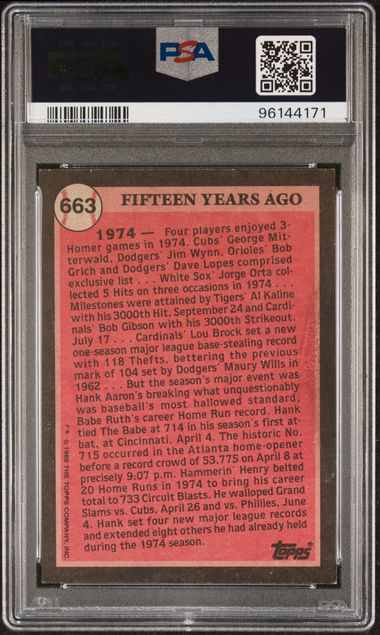 PSA
PSA
96144171
663
FIFTEEN YEARS AGO
1974 — Four players enjoyed 3-
Homer games in 1974. Cubs' George Mit-
terwald, Dodgers' Jim Wynn, Orioles' Bob
Grich and Dodgers' Dave Lopes comprised
exclusive list . . . White Sox' Jorge Orta col-
lected 5 Hits on three occasions in 1974 . . .
Milestones were attained by Tigers' Al Kaline
with his 3000th Hit, September 24 and Cardi-
nals' Bob Gibson with his 3000th Strikeout,
July 17 . . . Cardinals' Lou Brock set a new
one-season major league base-stealing record
with 118 Thefts, bettering the previous
mark of 104 set by Dodgers' Maury Wills in
1962 . . . But the season's major event was
Hank Aaron's breaking what unquestionably
was baseball's most hallowed standard,
Babe Ruth's career Home Run record. Hank
tied The Babe at 714 in his season's first at-
bat, at Cincinnati, April 4. The historic No.
715 occurred in the Atlanta home-opener
before a record crowd of 53,775 on April 8 at
precisely 9:07 p.m. Hammerin' Henry belted
20 Home Runs in 1974 to bring his career
total to 733 Circuit Blasts. He walloped Grand
Slams vs. Cubs, April 26 and vs. Phillies, June
4. Hank set four new major league records
and extended eight others he had already held
during the 1974 season.
topps
© 1989 THE TOPPS COMPANY, INC.